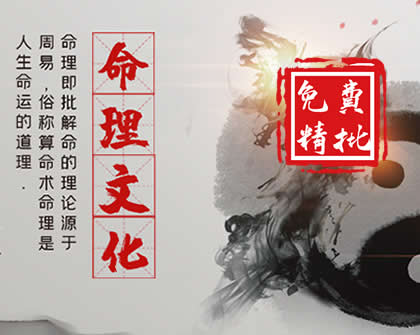 命理文化
命理即批解命的理论源于
周易，俗称算命术命理是
人生命运的道理.
免費
精批